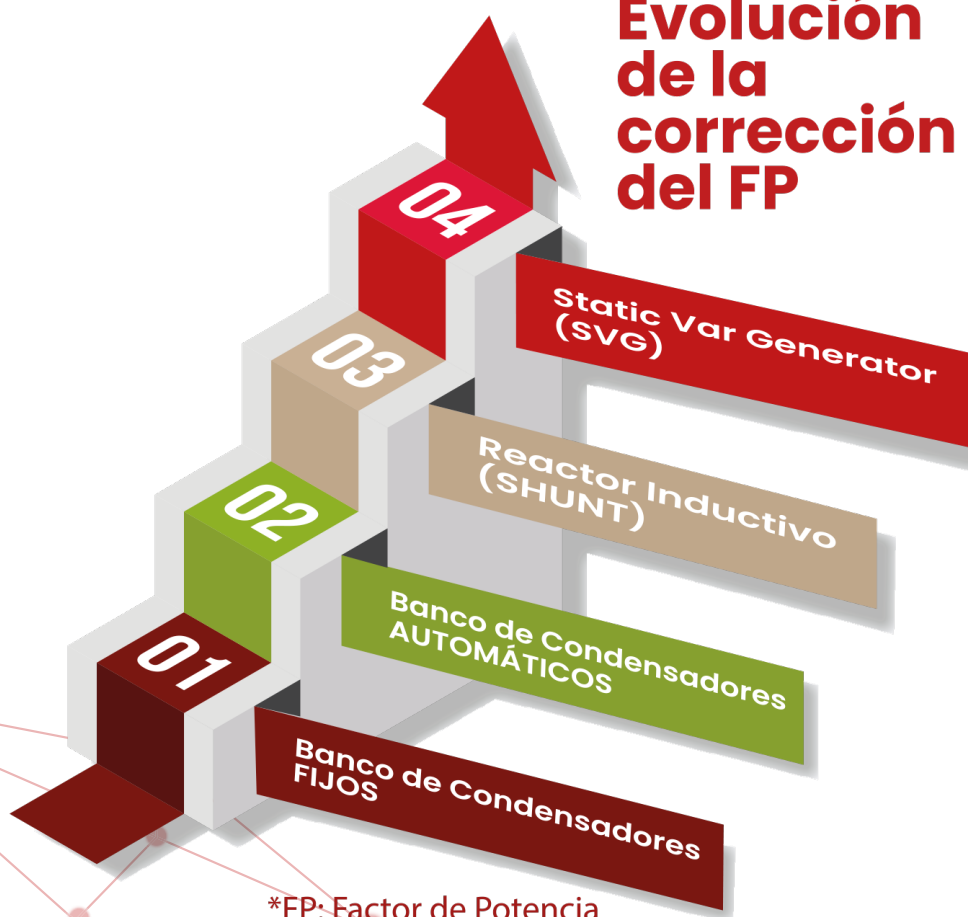 Evolución
de la
corrección
del FP
04
Static Var Generator
(SVG)
03
Reactor Inductivo
(SHUNT)
02
Banco de Condensadores
AUTOMÁTICOS
01
Banco de Condensadores
FIJOS
*FP: Factor de Potencia